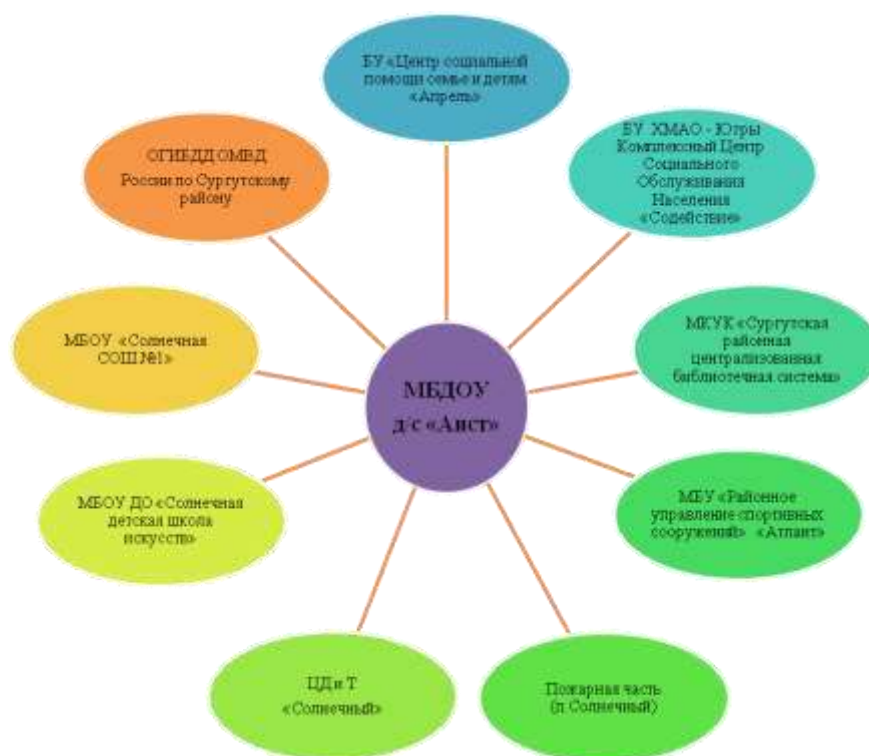 БУ «Центр социальной
помощи семье и детям
«Апрель»
БУ ХМАО - Югры
Комплексный Центр
Социального
Обслуживания
Населения
«Содействие»
МКУК «Сургутская
районная
централизованная
библиотечная система»
МБУ «Районное
управление спортивных
сооружений» «Атлант»
Пожарная часть
(п Солнечный)
ЦД и Т
«Солнечный»
МБОУ ДО «Солнечная
детская школа
искусств»
МБОУ «Солнечная
СОШ №1»
ОГИБДД ОМВД
России по Сургутскому
району
МБДОУ
д/с «Аист»